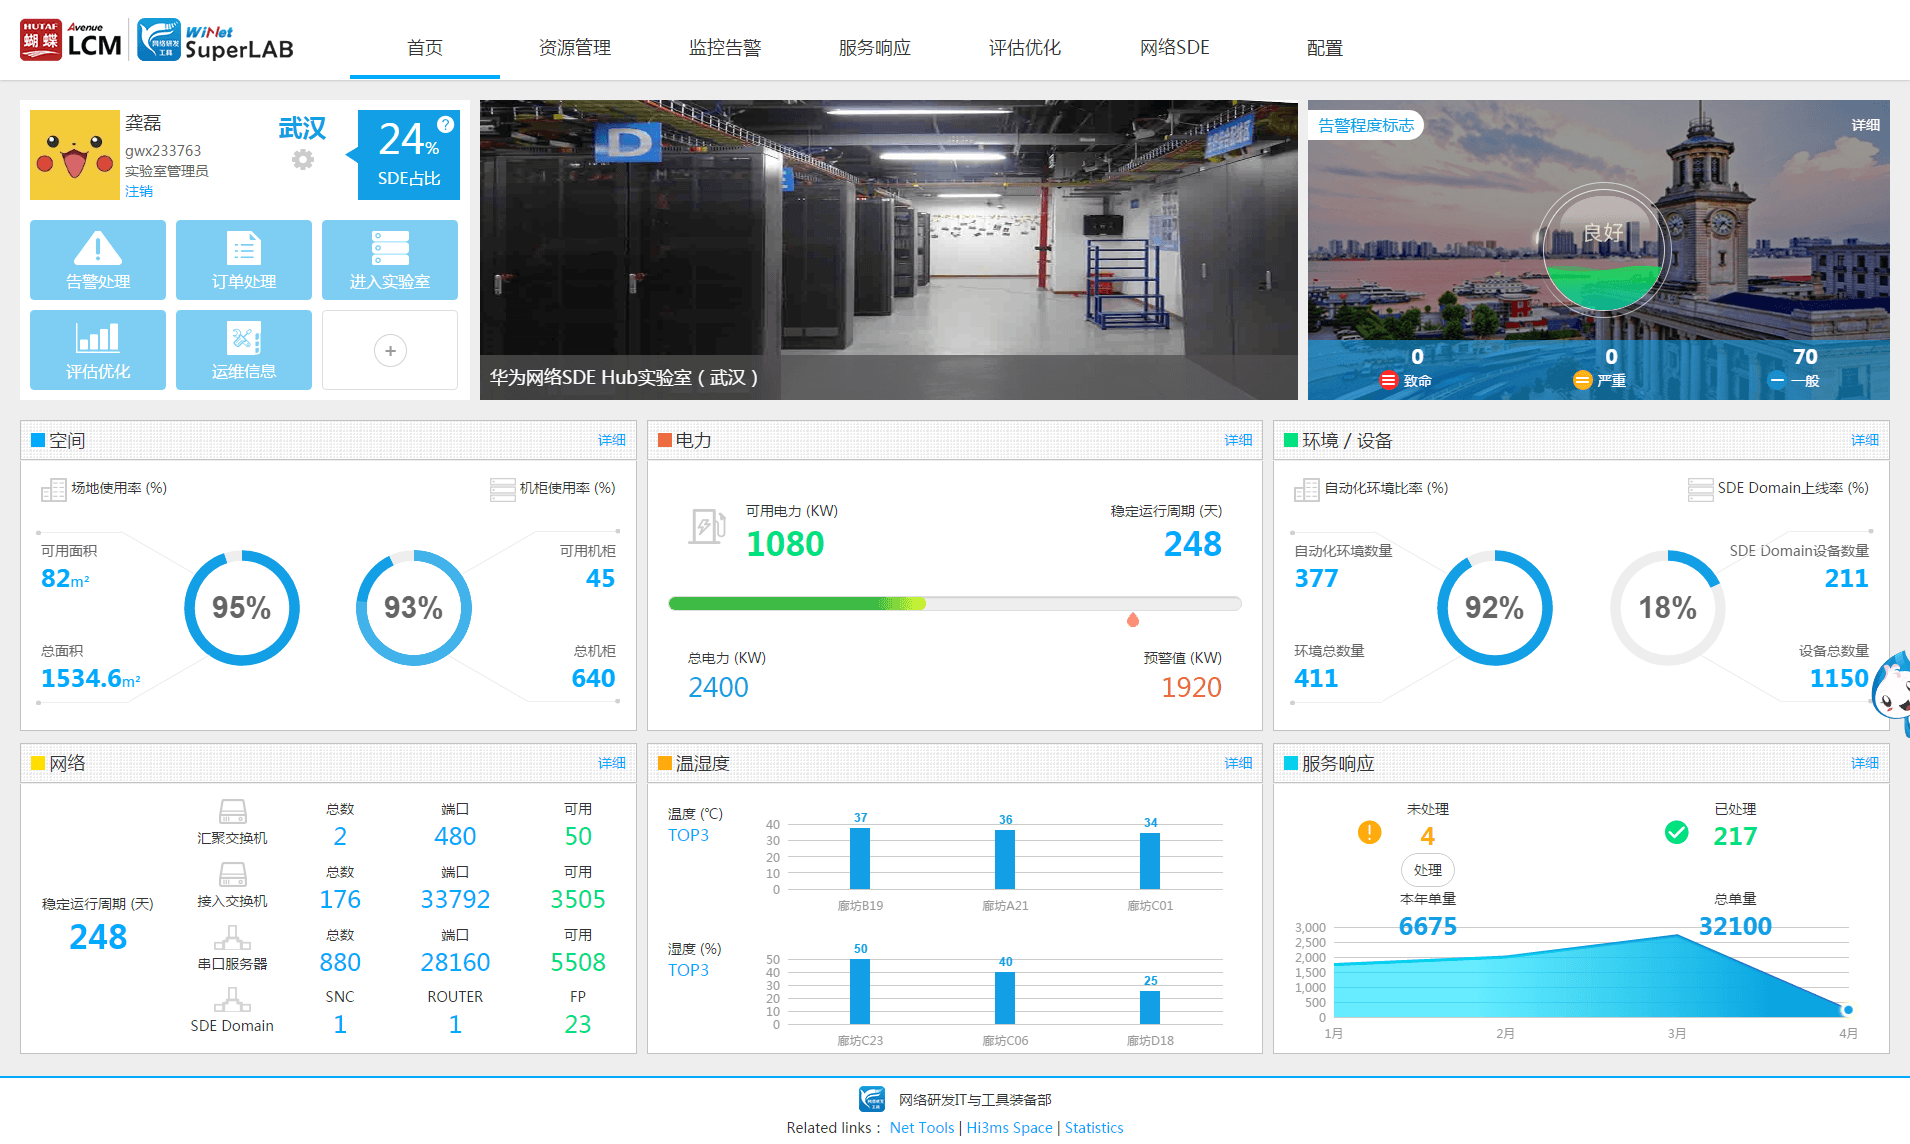 HUTAF 蝴蝶 Avenue LCM
网络研发工具 WiNet SuperLAB
首页 资源管理 监控告警 服务响应 评估优化 网络SDE 配置
龚磊
gwx233763
实验室管理员
注销
武汉
24%
?
SDE占比
告警处理 订单处理 进入实验室
评估优化 运维信息 +
D
华为网络SDE Hub实验室（武汉）
告警程度标志 详细
良好
0 0 70
致命 严重 一般
空间 详细
场地使用率 (%) 机柜使用率 (%)
可用面积 可用机柜
82m² 45
95% 93%
总面积 总机柜
1534.6m² 640
电力 详细
可用电力 (KW) 稳定运行周期 (天)
1080 248
总电力 (KW) 预警值 (KW)
2400 1920
环境 / 设备 详细
自动化环境比率 (%) SDE Domain上线率 (%)
自动化环境数量 SDE Domain设备数量
377 211
92% 18%
环境总数量 设备总数量
411 1150
网络 详细
稳定运行周期 (天)
248
总数 端口 可用
汇聚交换机 2 480 50
总数 端口 可用
接入交换机 176 33792 3505
总数 端口 可用
串口服务器 880 28160 5508
SNC ROUTER FP
SDE Domain 1 1 23
温湿度 详细
温度 (℃)
TOP3
40
30
20
10
0
37 36 34
廊坊B19 廊坊A21 廊坊C01
湿度 (%)
TOP3
50
40
30
20
10
0
50 40 25
廊坊C23 廊坊C06 廊坊D18
服务响应 详细
未处理 已处理
4 217
处理
本年单量 总单量
6675 32100
3,000
2,500
2,000
1,500
1,000
500
0
1月 2月 3月 4月
网络研发IT与工具装备部
Related links : Net Tools | Hi3ms Space | Statistics